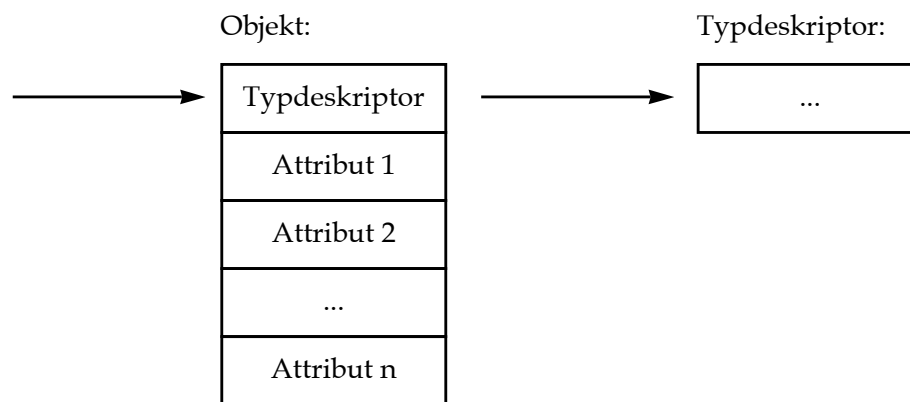 Objekt:
Typdeskriptor:
Typdeskriptor
...
Attribut 1
Attribut 2
...
Attribut n